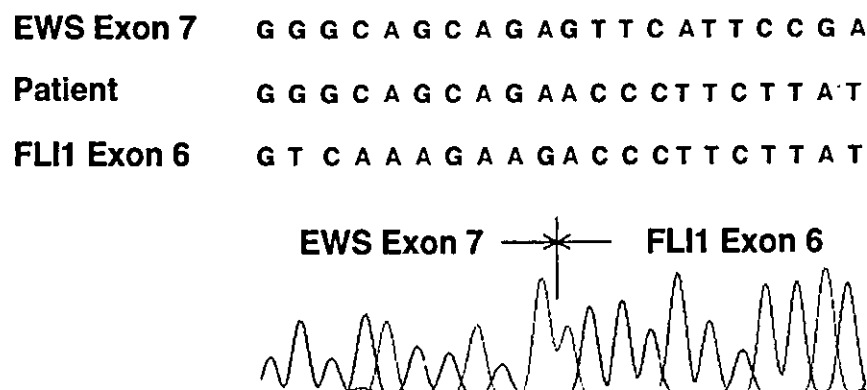 EWS Exon 7 G G G C A G C A G A G T T C A T T C C G A
Patient G G G C A G C A G A A C C C T T C T T A T
FLI1 Exon 6 G T C A A A G A A G A C C C T T C T T A T
EWS Exon 7 FLI1 Exon 6